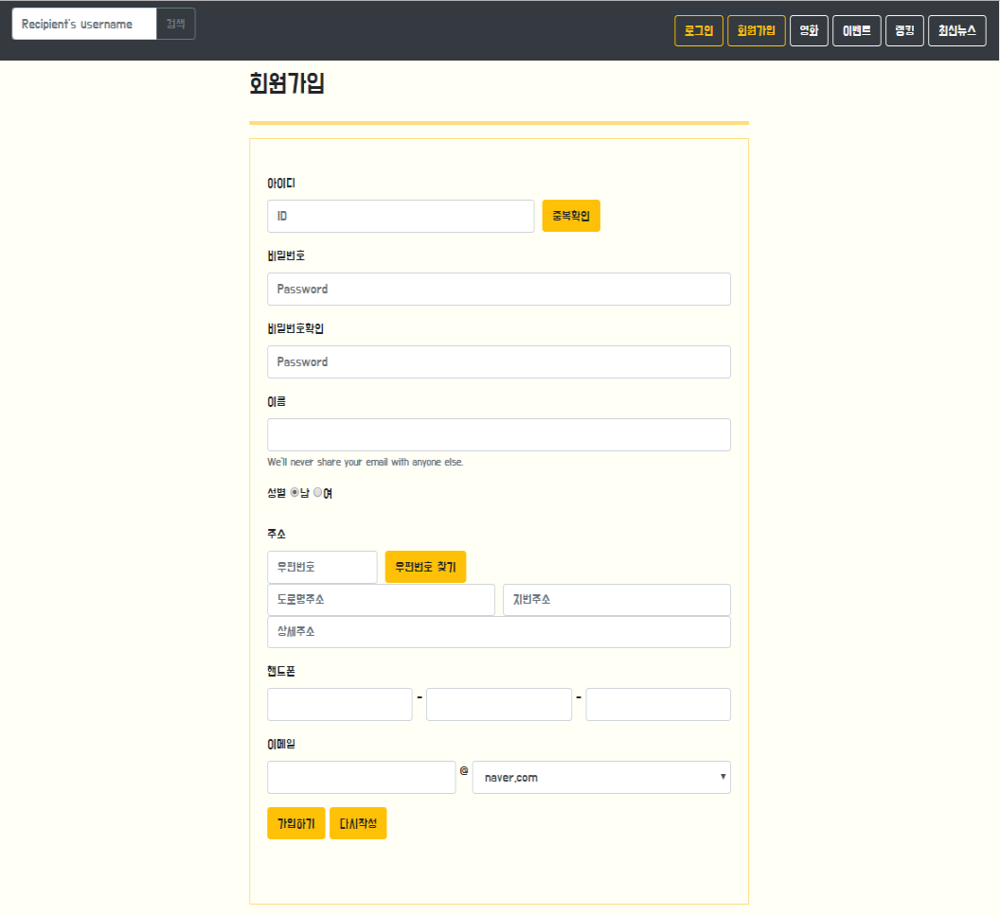 Recipient's username 검색 로그인 회원가입 영화 이벤트 랭킹 최신뉴스
회원가입
아이디
ID 중복확인
비밀번호
Password
비밀번호확인
Password
이름
We'll never share your email with anyone else.
성별 남 여
주소
우편번호 우편번호 찾기
도로명주소 지번주소
상세주소
핸드폰
- -
이메일
@ naver.com
가입하기 다시작성